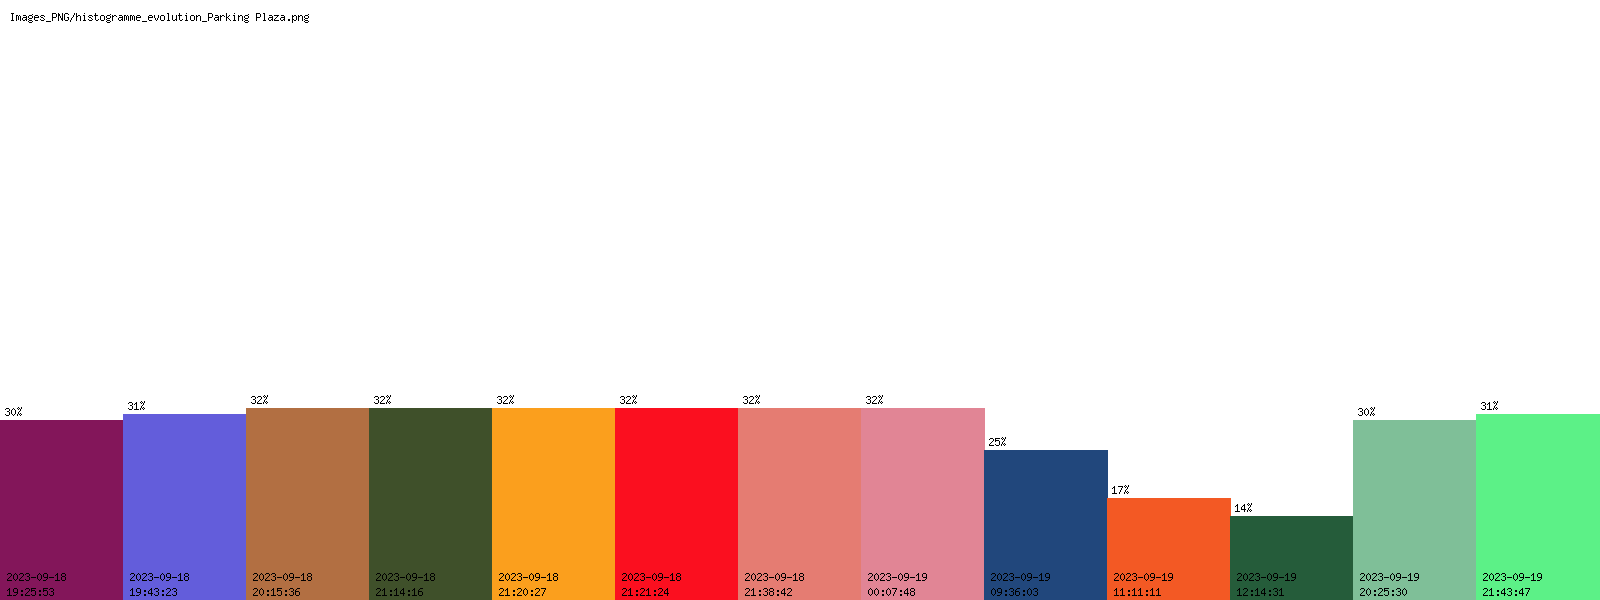 Images_PNG/histogramme_evolution_Parking Plaza.png
32% 32% 32% 32% 32% 32%
31% 31%
30% 30%
25%
17%
14%
2023-09-18 2023-09-18 2023-09-18 2023-09-18 2023-09-18 2023-09-18 2023-09-18 2023-09-19 2023-09-19 2023-09-19 2023-09-19 2023-09-19 2023-09-19
19:25:53 19:43:23 20:15:36 21:14:16 21:20:27 21:21:24 21:38:42 00:07:48 09:36:03 11:11:11 12:14:31 20:25:30 21:43:47